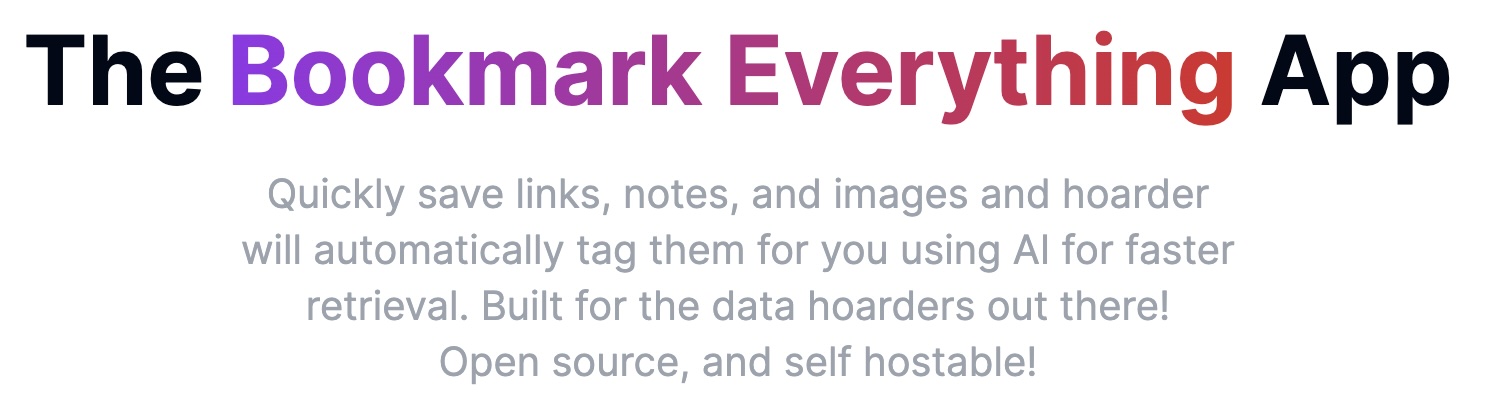 The Bookmark Everything App
Quickly save links, notes, and images and hoarder
will automatically tag them for you using AI for faster
retrieval. Built for the data hoarders out there!
Open source, and self hostable!